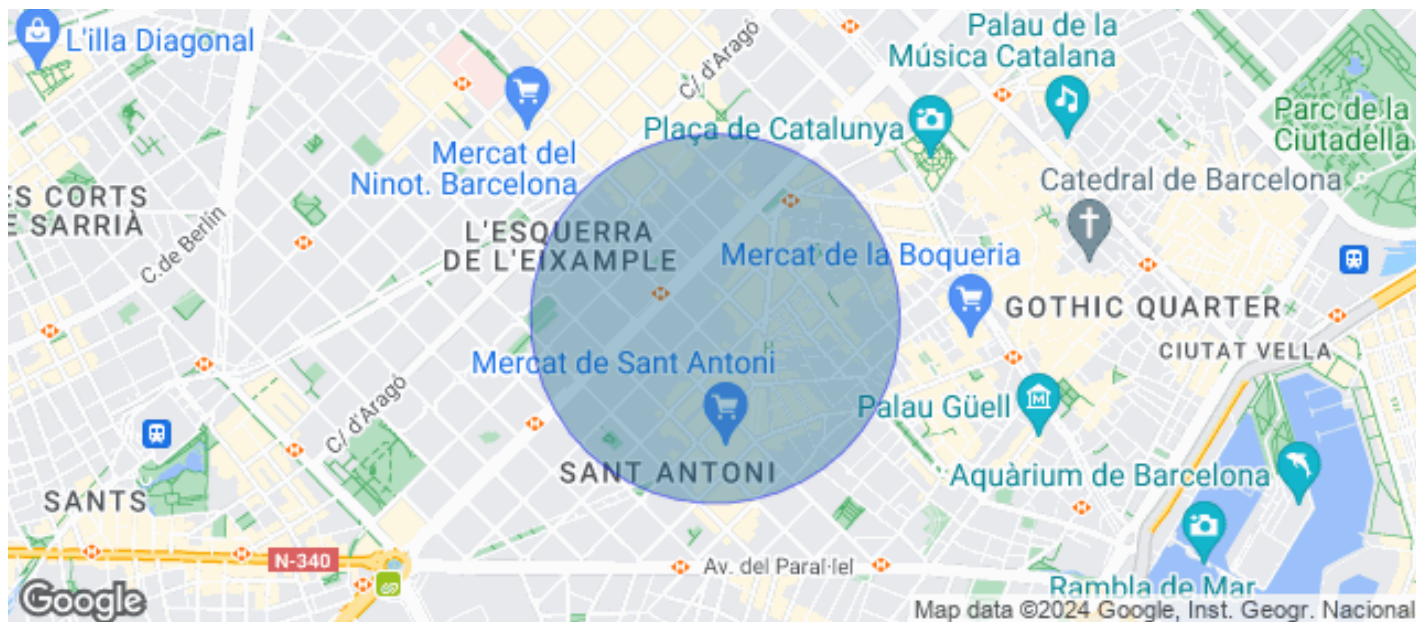 L'illa Diagonal
Palau de la
Música Catalana
C/ d'Aragó
Plaça de Catalunya
Parc de la
Ciutadella
Mercat del
Ninot. Barcelona
Catedral de Barcelona
ES CORTS
E SARRIÀ
C. de Berlín
L'ESQUERRA
DE L'EIXAMPLE
Mercat de la Boqueria
GOTHIC QUARTER
CIUTAT VELLA
Mercat de Sant Antoni
C/ d'Aragó
Palau Güell
SANT ANTONI
Aquàrium de Barcelona
SANTS
N-340
Av. del Paral·lel
Rambla de Mar
Google
Map data ©2024 Google, Inst. Geogr. Nacional